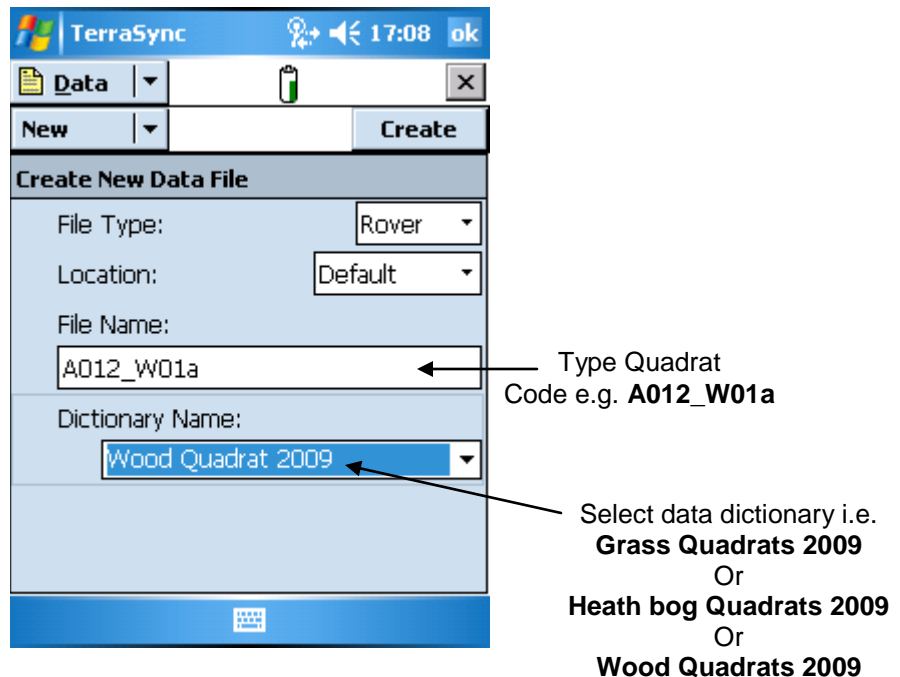 TerraSync 17:08 ok
Data
New Create
Create New Data File
File Type: Rover
Location: Default
File Name:
A012_W01a
Type Quadrat
Code e.g. A012_W01a
Dictionary Name:
Wood Quadrat 2009
Select data dictionary i.e.
Grass Quadrats 2009
Or
Heath bog Quadrats 2009
Or
Wood Quadrats 2009